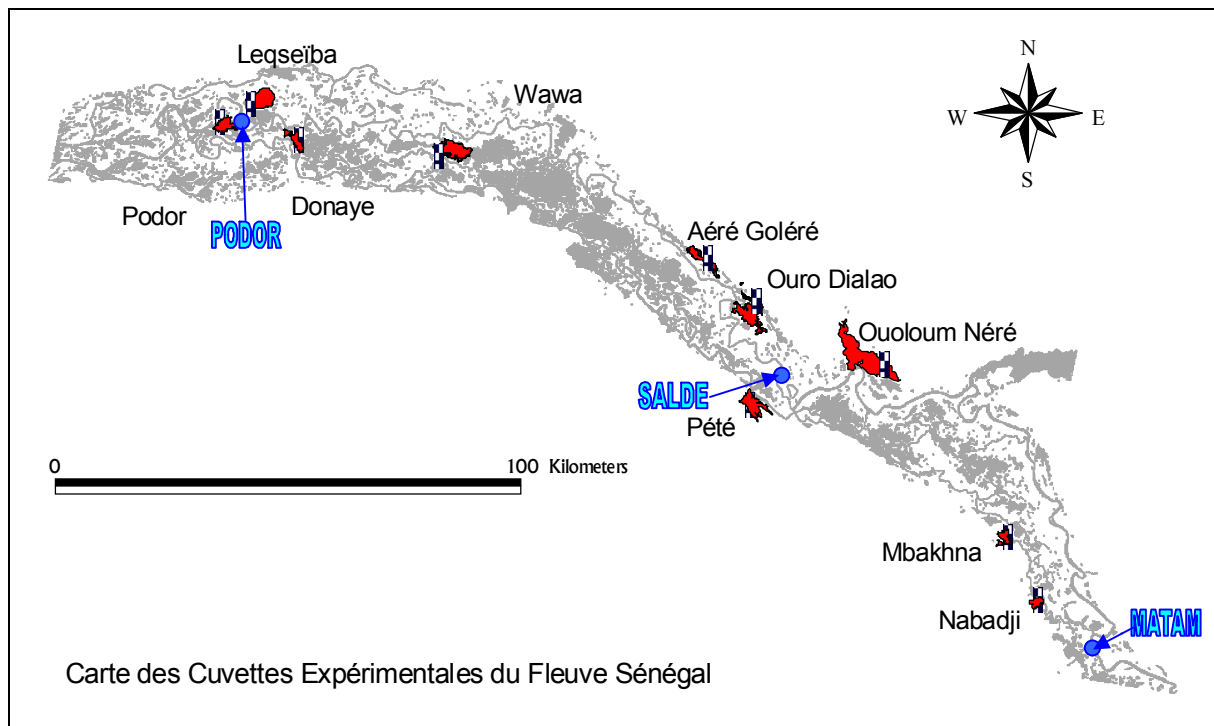 Leqseïba
N
Wawa
W
E
S
Podor
Donaye
PODOR
Aéré Goléré
Ouro Dialao
Ouoloum Néré
SALDE
Pété
0
100 Kilometers
Mbakhna
Nabadji
MATAM
Carte des Cuvettes Expérimentales du Fleuve Sénégal